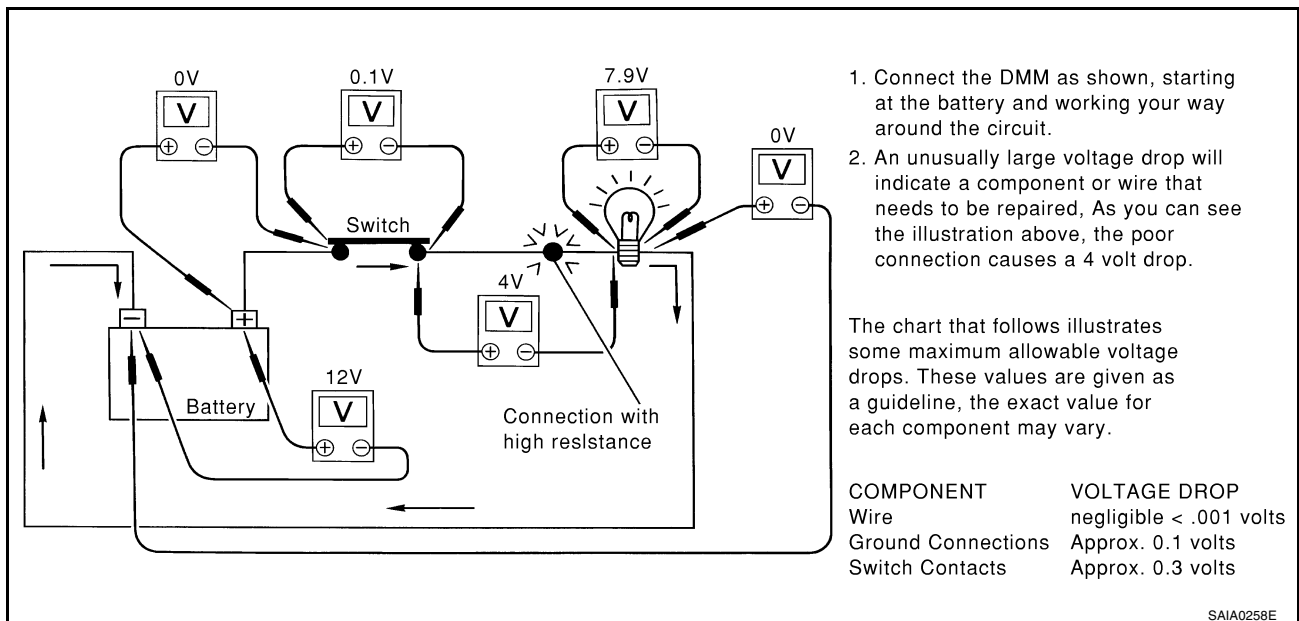 0V
0.1V
7.9V
0V
V
V
V
V
+ −
+ −
+ −
+ −
Switch
4V
V
+ −
− +
12V
V
+ −
Battery
Connection with
high reslstance
1. Connect the DMM as shown, starting
at the battery and working your way
around the circuit.
2. An unusually large voltage drop will
indicate a component or wire that
needs to be repaired, As you can see
the illustration above, the poor
connection causes a 4 volt drop.
The chart that follows illustrates
some maximum allowable voltage
drops. These values are given as
a guideline, the exact value for
each component may vary.
COMPONENT VOLTAGE DROP
Wire negligible < .001 volts
Ground Connections Approx. 0.1 volts
Switch Contacts Approx. 0.3 volts
SAIA0258E